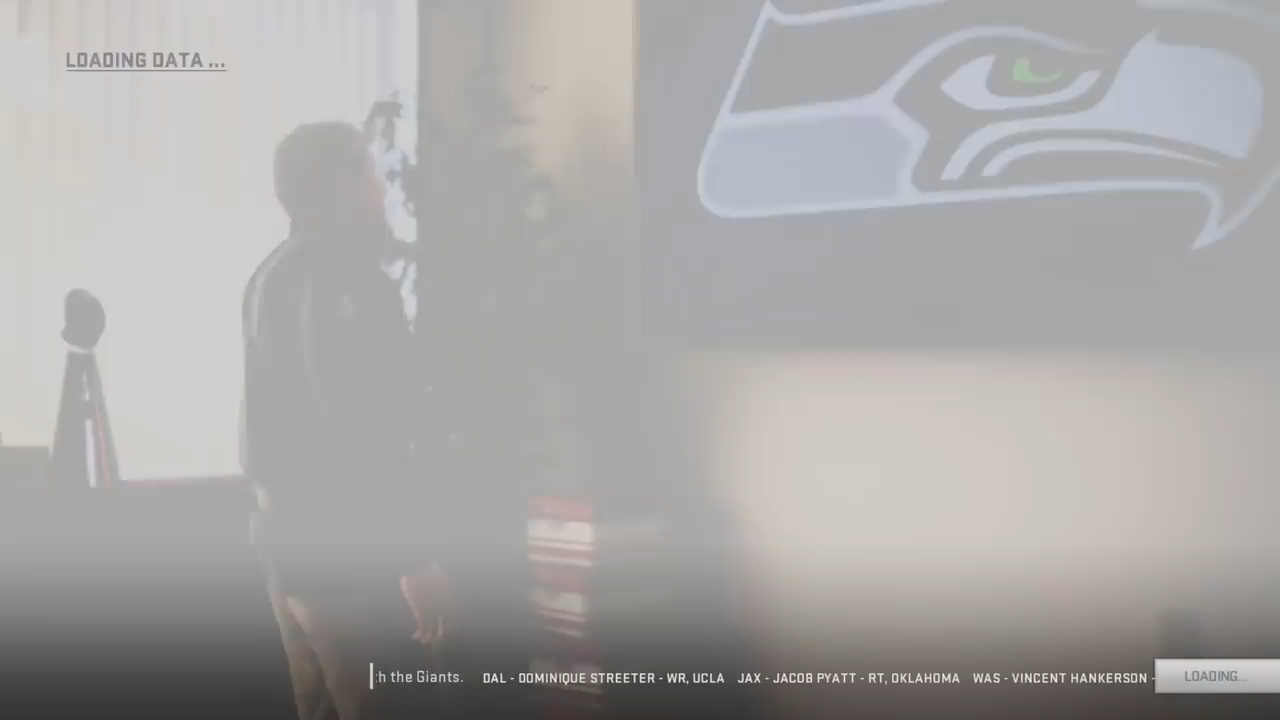 LOADING DATA ...
h the Giants. DAL - DOMINIQUE STREETER - WR, UCLA JAX - JACOB PYATT - RT, OKLAHOMA WAS - VINCENT HANKERSON -
LOADING...